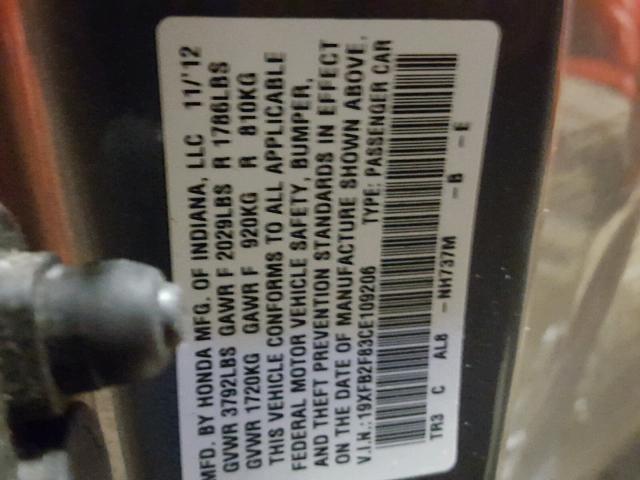 MFD. BY HONDA MFG. OF INDIANA, LLC 11/'12
GVWR 3792LBS GAWR F 2029LBS R 1786LBS
GVWR 1720KG GAWR F 920KG R 810KG
THIS VEHICLE CONFORMS TO ALL APPLICABLE
FEDERAL MOTOR VEHICLE SAFETY, BUMPER,
AND THEFT PREVENTION STANDARDS IN EFFECT
ON THE DATE OF MANUFACTURE SHOWN ABOVE.
V.I.N.:19XFB2F83CE109206 TYPE: PASSENGER CAR
TR3 C AL8 -NH737M -B -E